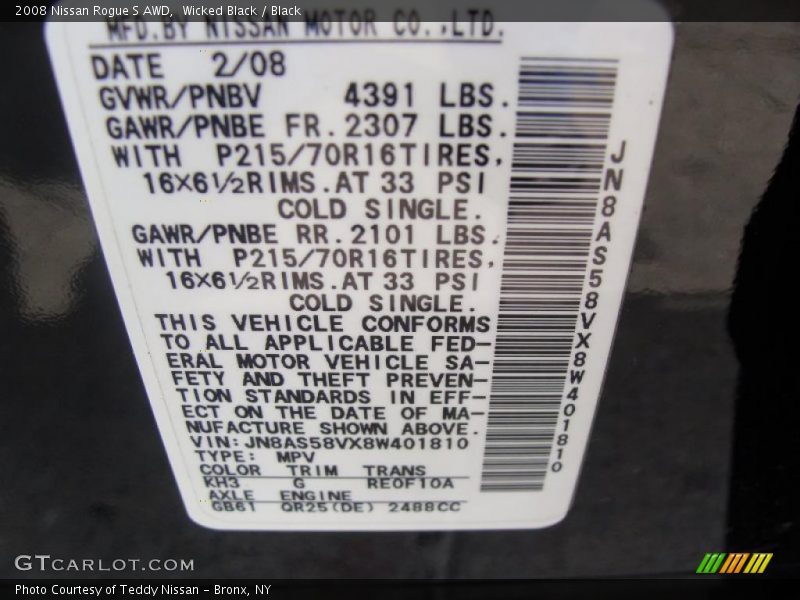 2008 Nissan Rogue S AWD,  Wicked Black / Black
MFD.BY NISSAN MOTOR CO.,LTD.
DATE 2/08
GVWR/PNBV 4391 LBS.
GAWR/PNBE FR.2307 LBS.
WITH P215/70R16TIRES,
16×6½RIMS.AT 33 PSI
COLD SINGLE.
GAWR/PNBE RR.2101 LBS.
WITH P215/70R16TIRES,
16×6½RIMS.AT 33 PSI
COLD SINGLE.
THIS VEHICLE CONFORMS
TO ALL APPLICABLE FED-
ERAL MOTOR VEHICLE SA-
FETY AND THEFT PREVEN-
TION STANDARDS IN EFF-
ECT ON THE DATE OF MA-
NUFACTURE SHOWN ABOVE.
VIN:JN8AS58VX8W401810
TYPE: MPV
COLOR TRIM TRANS
KH3 G RE0F10A
AXLE ENGINE
GB61 QR25(DE) 2488CC
JN8AS58VX8W401810
GTCARLOT.COM
Photo Courtesy of Teddy Nissan - Bronx, NY